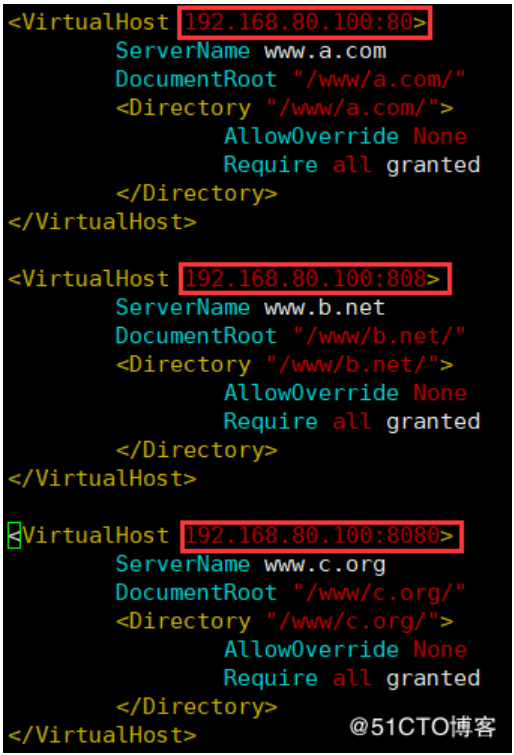 <VirtualHost 192.168.80.100:80>
        ServerName www.a.com
        DocumentRoot "/www/a.com/"
        <Directory "/www/a.com/">
                AllowOverride None
                Require all granted
        </Directory>
</VirtualHost>

<VirtualHost 192.168.80.100:808>
        ServerName www.b.net
        DocumentRoot "/www/b.net/"
        <Directory "/www/b.net/">
                AllowOverride None
                Require all granted
        </Directory>
</VirtualHost>

<VirtualHost 192.168.80.100:8080>
        ServerName www.c.org
        DocumentRoot "/www/c.org/"
        <Directory "/www/c.org/">
                AllowOverride None
                Require all granted
        </Directory>
</VirtualHost>
@51CTO博客